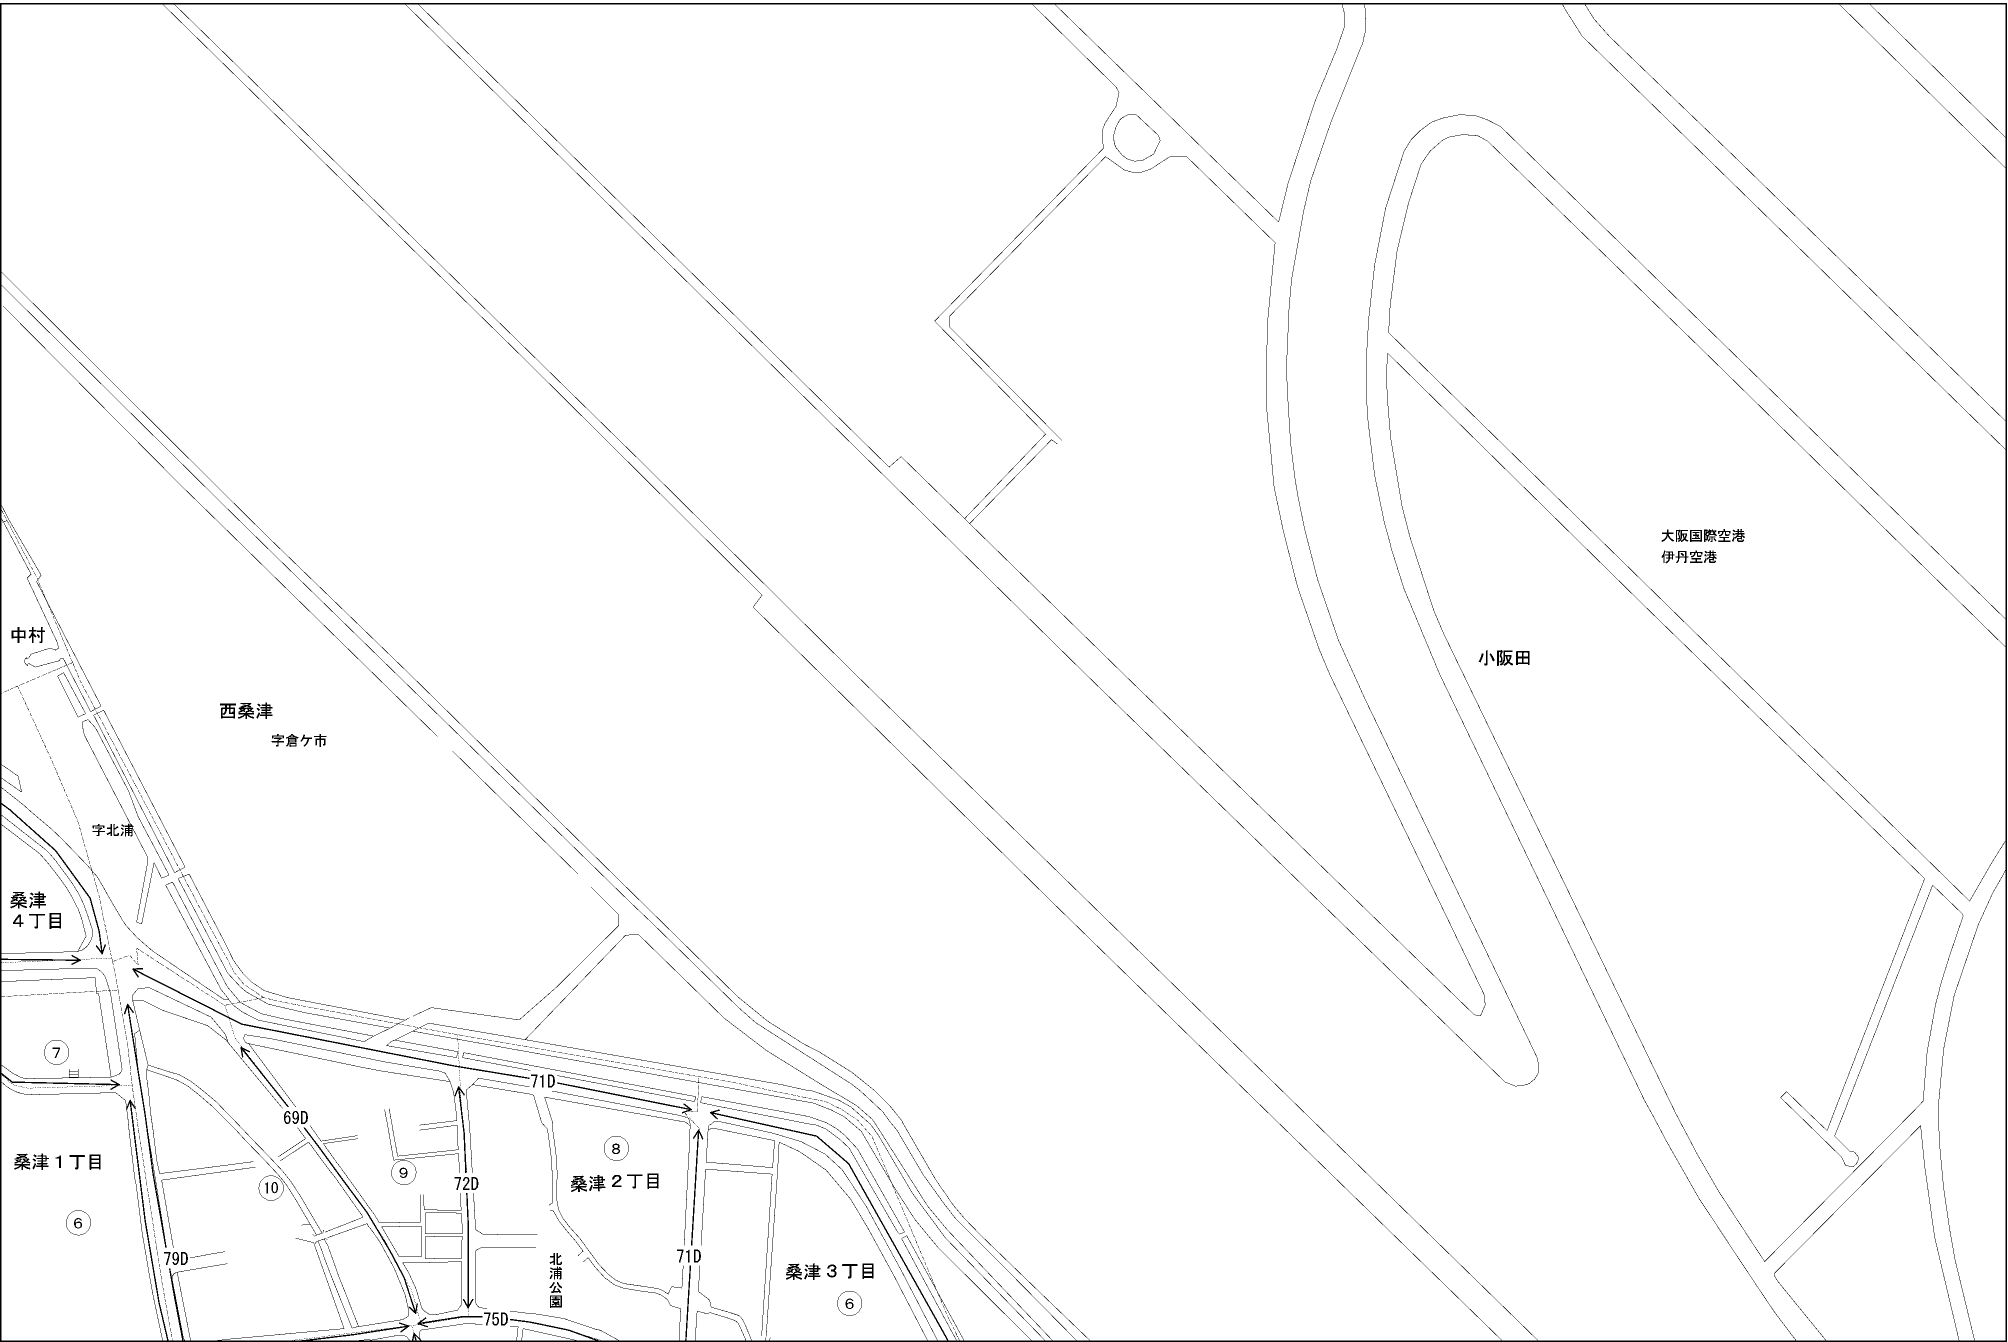 大阪国際空港
伊丹空港
中村
小阪田
西桑津
字倉ケ市
字北浦
桑津
４丁目
⑦
71D
69D
⑧
桑津１丁目
⑨
72D
桑津２丁目
⑩
⑥
79D
71D
北浦公園
桑津３丁目
⑥
75D